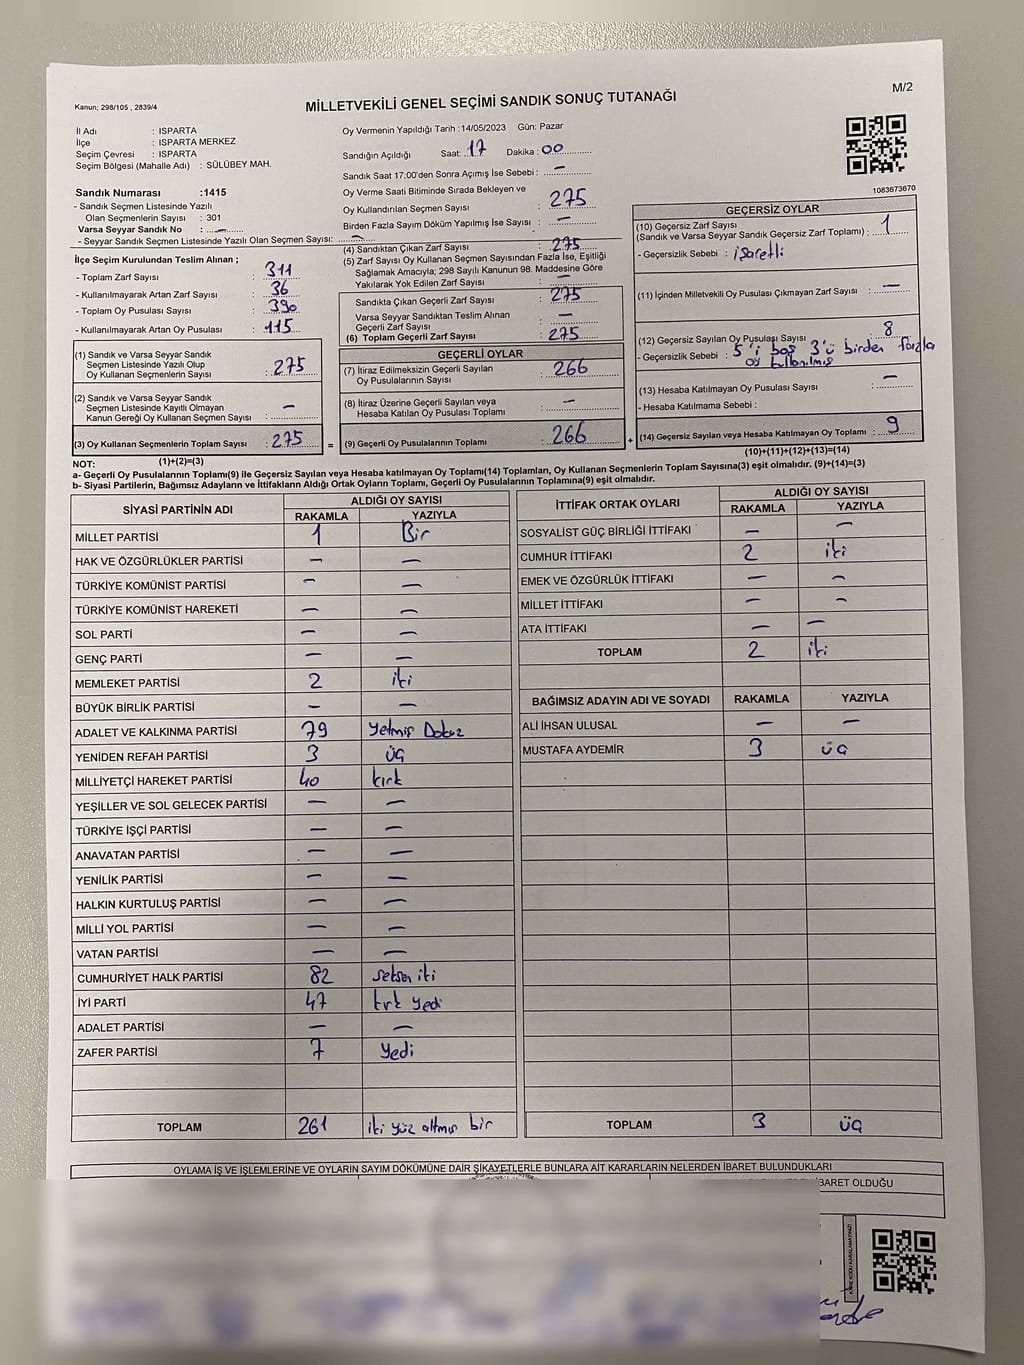 Kanun; 298/105 , 2839/4
MİLLETVEKİLİ GENEL SEÇİMİ SANDIK SONUÇ TUTANAĞI
M/2
İl Adı : ISPARTA
İlçe : ISPARTA MERKEZ
Seçim Çevresi : ISPARTA
Seçim Bölgesi (Mahalle Adı) : SÜLÜBEY MAH.
Sandık Numarası :1415
- Sandık Seçmen Listesinde Yazılı
Olan Seçmenlerin Sayısı : 301
Varsa Seyyar Sandık No : —
- Seyyar Sandık Seçmen Listesinde Yazılı Olan Seçmen Sayısı: —
İlçe Seçim Kurulundan Teslim Alınan ;
- Toplam Zarf Sayısı : 311
- Kullanılmayarak Artan Zarf Sayısı : 36
- Toplam Oy Pusulası Sayısı : 390
- Kullanılmayarak Artan Oy Pusulası : 115
(1) Sandık ve Varsa Seyyar Sandık
Seçmen Listesinde Yazılı Olup
Oy Kullanan Seçmenlerin Sayısı : 275
(2) Sandık ve Varsa Seyyar Sandık
Seçmen Listesinde Kayıtlı Olmayan
Kanun Gereği Oy Kullanan Seçmen Sayısı : —
(3) Oy Kullanan Seçmenlerin Toplam Sayısı : 275 =
(1)+(2)=(3)
Oy Vermenin Yapıldığı Tarih :14/05/2023 Gün: Pazar
Sandığın Açıldığı Saat: 17 Dakika : 00
Sandık Saat 17:00'den Sonra Açımış İse Sebebi : —
Oy Verme Saati Bitiminde Sırada Bekleyen ve
Oy Kullandırılan Seçmen Sayısı : 275
Birden Fazla Sayım Döküm Yapılmış İse Sayısı : —
(4) Sandıktan Çıkan Zarf Sayısı : 275
(5) Zarf Sayısı Oy Kullanan Seçmen Sayısından Fazla İse, Eşitliği
Sağlamak Amacıyla; 298 Sayılı Kanunun 98. Maddesine Göre
Yakılarak Yok Edilen Zarf Sayısı : —
Sandıkta Çıkan Geçerli Zarf Sayısı : 275
Varsa Seyyar Sandıktan Teslim Alınan
Geçerli Zarf Sayısı : —
(6) Toplam Geçerli Zarf Sayısı : 275
GEÇERLİ OYLAR
(7) İtiraz Edilmeksizin Geçerli Sayılan
Oy Pusulalarının Sayısı : 266
(8) İtiraz Üzerine Geçerli Sayılan veya
Hesaba Katılan Oy Pusulası Toplamı : —
(9) Geçerli Oy Pusulalarının Toplamı : 266 +
1083673670
GEÇERSİZ OYLAR
(10) Geçersiz Zarf Sayısı
(Sandık ve Varsa Seyyar Sandık Geçersiz Zarf Toplamı) : 1
- Geçersizlik Sebebi : işaretli
(11) İçinden Milletvekili Oy Pusulası Çıkmayan Zarf Sayısı : —
(12) Geçersiz Sayılan Oy Pusulası Sayısı : 8
- Geçersizlik Sebebi : 5'i boş 3'ü birden fazla
oy kullanılmış
(13) Hesaba Katılmayan Oy Pusulası Sayısı : —
- Hesaba Katılmama Sebebi :
(14) Geçersiz Sayılan veya Hesaba Katılmayan Oy Toplamı : 9
(10)+(11)+(12)+(13)=(14)
NOT:
a- Geçerli Oy Pusulalarının Toplamı(9) ile Geçersiz Sayılan veya Hesaba katılmayan Oy Toplamı(14) Toplamları, Oy Kullanan Seçmenlerin Toplam Sayısına(3) eşit olmalıdır. (9)+(14)=(3)
b- Siyasi Partilerin, Bağımsız Adayların ve İttifakların Aldığı Ortak Oyların Toplamı, Geçerli Oy Pusulalarının Toplamına(9) eşit olmalıdır.
SİYASİ PARTİNİN ADI ALDIĞI OY SAYISI
RAKAMLA YAZIYLA
MİLLET PARTİSİ 1 Bir
HAK VE ÖZGÜRLÜKLER PARTİSİ — —
TÜRKİYE KOMÜNİST PARTİSİ — —
TÜRKİYE KOMÜNİST HAREKETİ — —
SOL PARTİ — —
GENÇ PARTİ — —
MEMLEKET PARTİSİ 2 iki
BÜYÜK BİRLİK PARTİSİ — —
ADALET VE KALKINMA PARTİSİ 79 Yetmiş Dokuz
YENİDEN REFAH PARTİSİ 3 üç
MİLLİYETÇİ HAREKET PARTİSİ 40 kırk
YEŞİLLER VE SOL GELECEK PARTİSİ — —
TÜRKİYE İŞÇİ PARTİSİ — —
ANAVATAN PARTİSİ — —
YENİLİK PARTİSİ — —
HALKIN KURTULUŞ PARTİSİ — —
MİLLİ YOL PARTİSİ — —
VATAN PARTİSİ — —
CUMHURİYET HALK PARTİSİ 82 seksen iki
İYİ PARTİ 47 kırk yedi
ADALET PARTİSİ — —
ZAFER PARTİSİ 7 Yedi
TOPLAM 261 iki yüz altmış bir
İTTİFAK ORTAK OYLARI ALDIĞI OY SAYISI
RAKAMLA YAZIYLA
SOSYALİST GÜÇ BİRLİĞİ İTTİFAKI — —
CUMHUR İTTİFAKI 2 iki
EMEK VE ÖZGÜRLÜK İTTİFAKI — —
MİLLET İTTİFAKI — —
ATA İTTİFAKI — —
TOPLAM 2 iki
BAĞIMSIZ ADAYIN ADI VE SOYADI RAKAMLA YAZIYLA
ALİ İHSAN ULUSAL — —
MUSTAFA AYDEMİR 3 üç
TOPLAM 3 üç
OYLAMA İŞ VE İŞLEMLERİNE VE OYLARIN SAYIM DÖKÜMÜNE DAİR ŞİKAYETLERLE BUNLARA AİT KARARLARIN NELERDEN İBARET BULUNDUKLARI
İBARET OLDUĞU